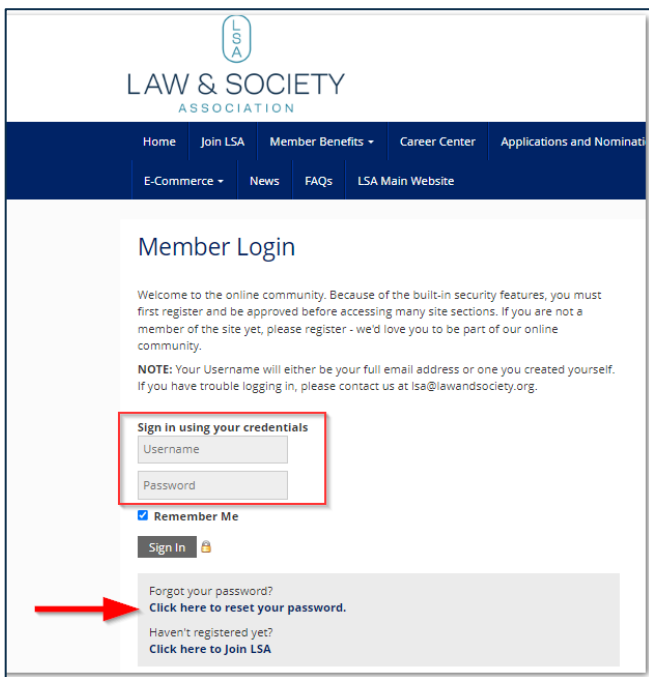 LSA
LAW & SOCIETY
ASSOCIATION
Home Join LSA Member Benefits Career Center Applications and Nominati
E-Commerce News FAQs LSA Main Website
Member Login
Welcome to the online community. Because of the built-in security features, you must
first register and be approved before accessing many site sections. If you are not a
member of the site yet, please register - we'd love you to be part of our online
community.
NOTE: Your Username will either be your full email address or one you created yourself.
If you have trouble logging in, please contact us at lsa@lawandsociety.org.
Sign in using your credentials
Username
Password
Remember Me
Sign In
Forgot your password?
Click here to reset your password.
Haven't registered yet?
Click here to Join LSA